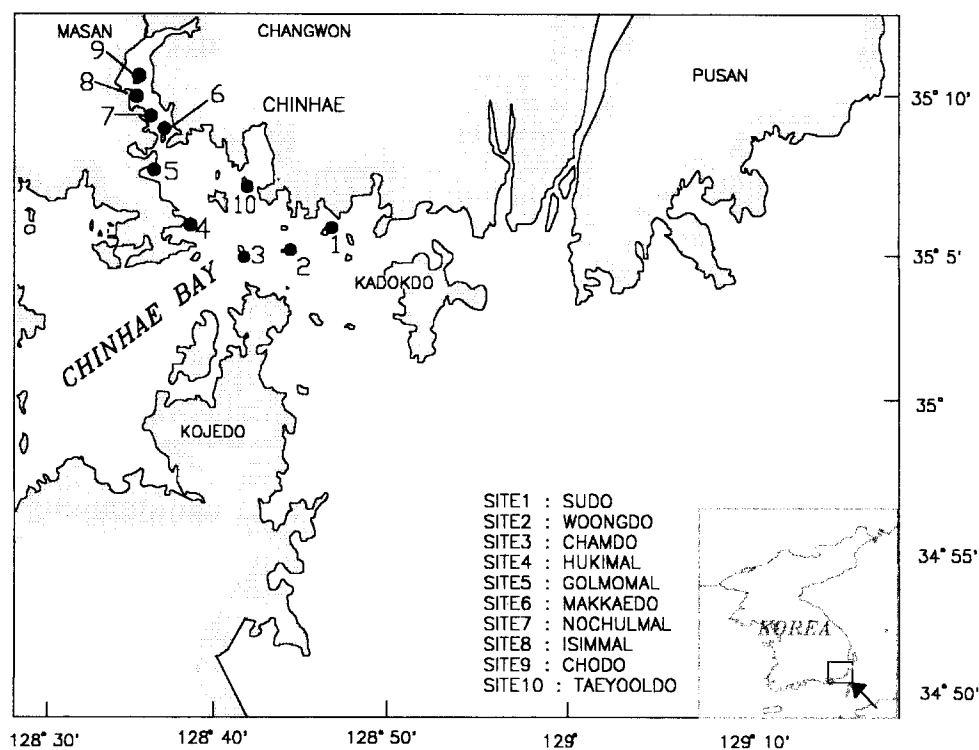 MASAN
CHANGWON
9
PUSAN
8
6
CHINHAE
35° 10'
7
5
10
4
1
3
2
35° 5'
KADOKDO
CHINHAE BAY
35°
KOJEDO
SITE1 : SUDO
SITE2 : WOONGDO
SITE3 : CHAMDO
SITE4 : HUKIMAL
SITE5 : GOLMOMAL
SITE6 : MAKKAEDO
SITE7 : NOCHULMAL
SITE8 : ISIMMAL
SITE9 : CHODO
SITE10 : TAEYOOLDO
34° 55'
KOREA
34° 50'
128° 30'
128° 40'
128° 50'
129°
129° 10'